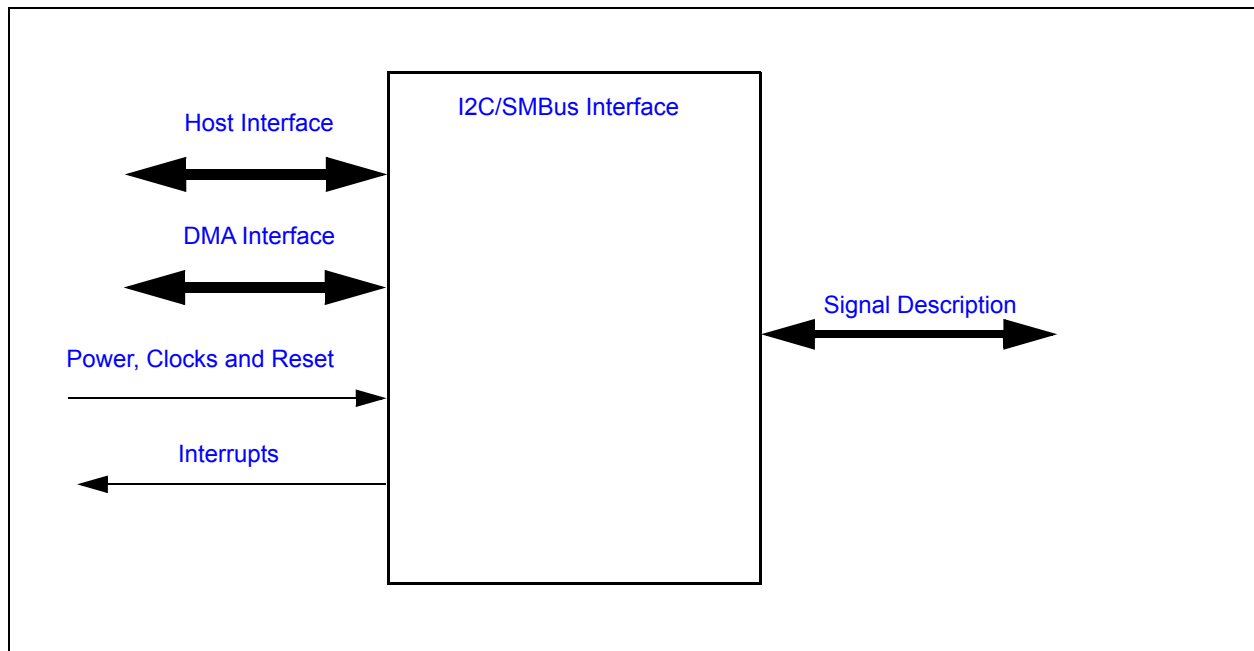 I2C/SMBus Interface
Host Interface
DMA Interface
Signal Description
Power, Clocks and Reset
Interrupts